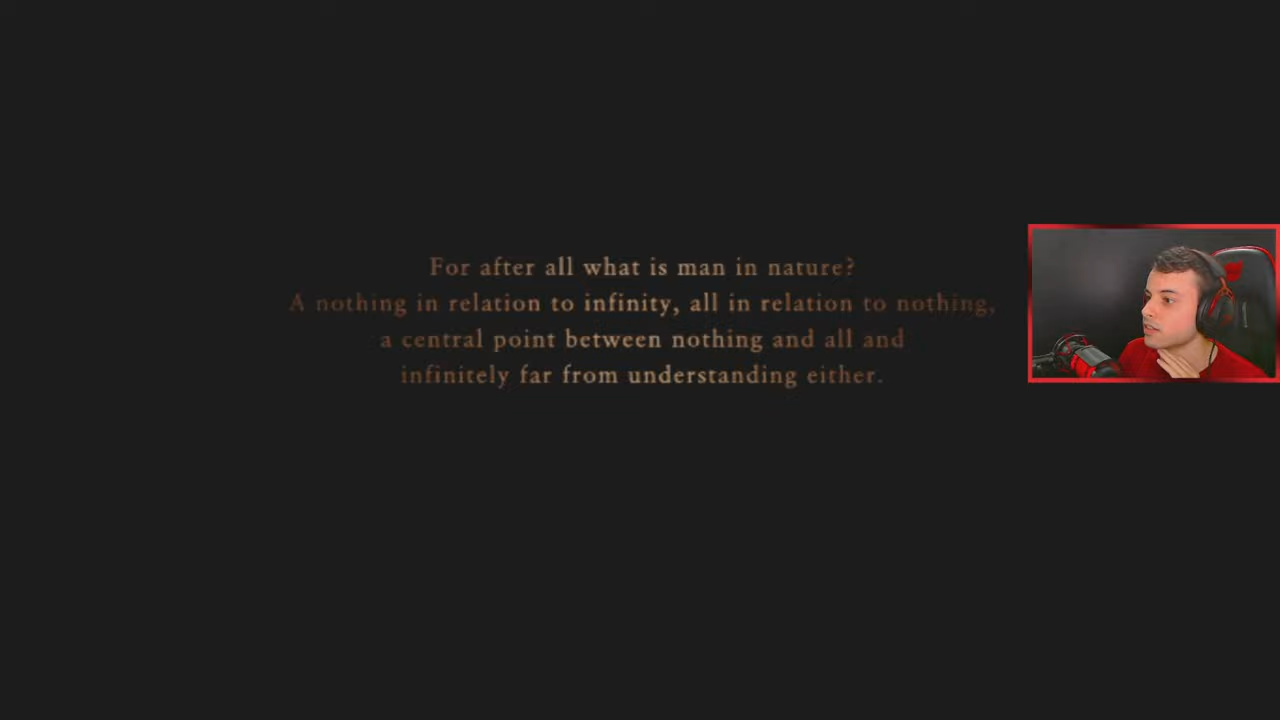 For after all what is man in nature?
A nothing in relation to infinity, all in relation to nothing,
a central point between nothing and all and
infinitely far from understanding either.